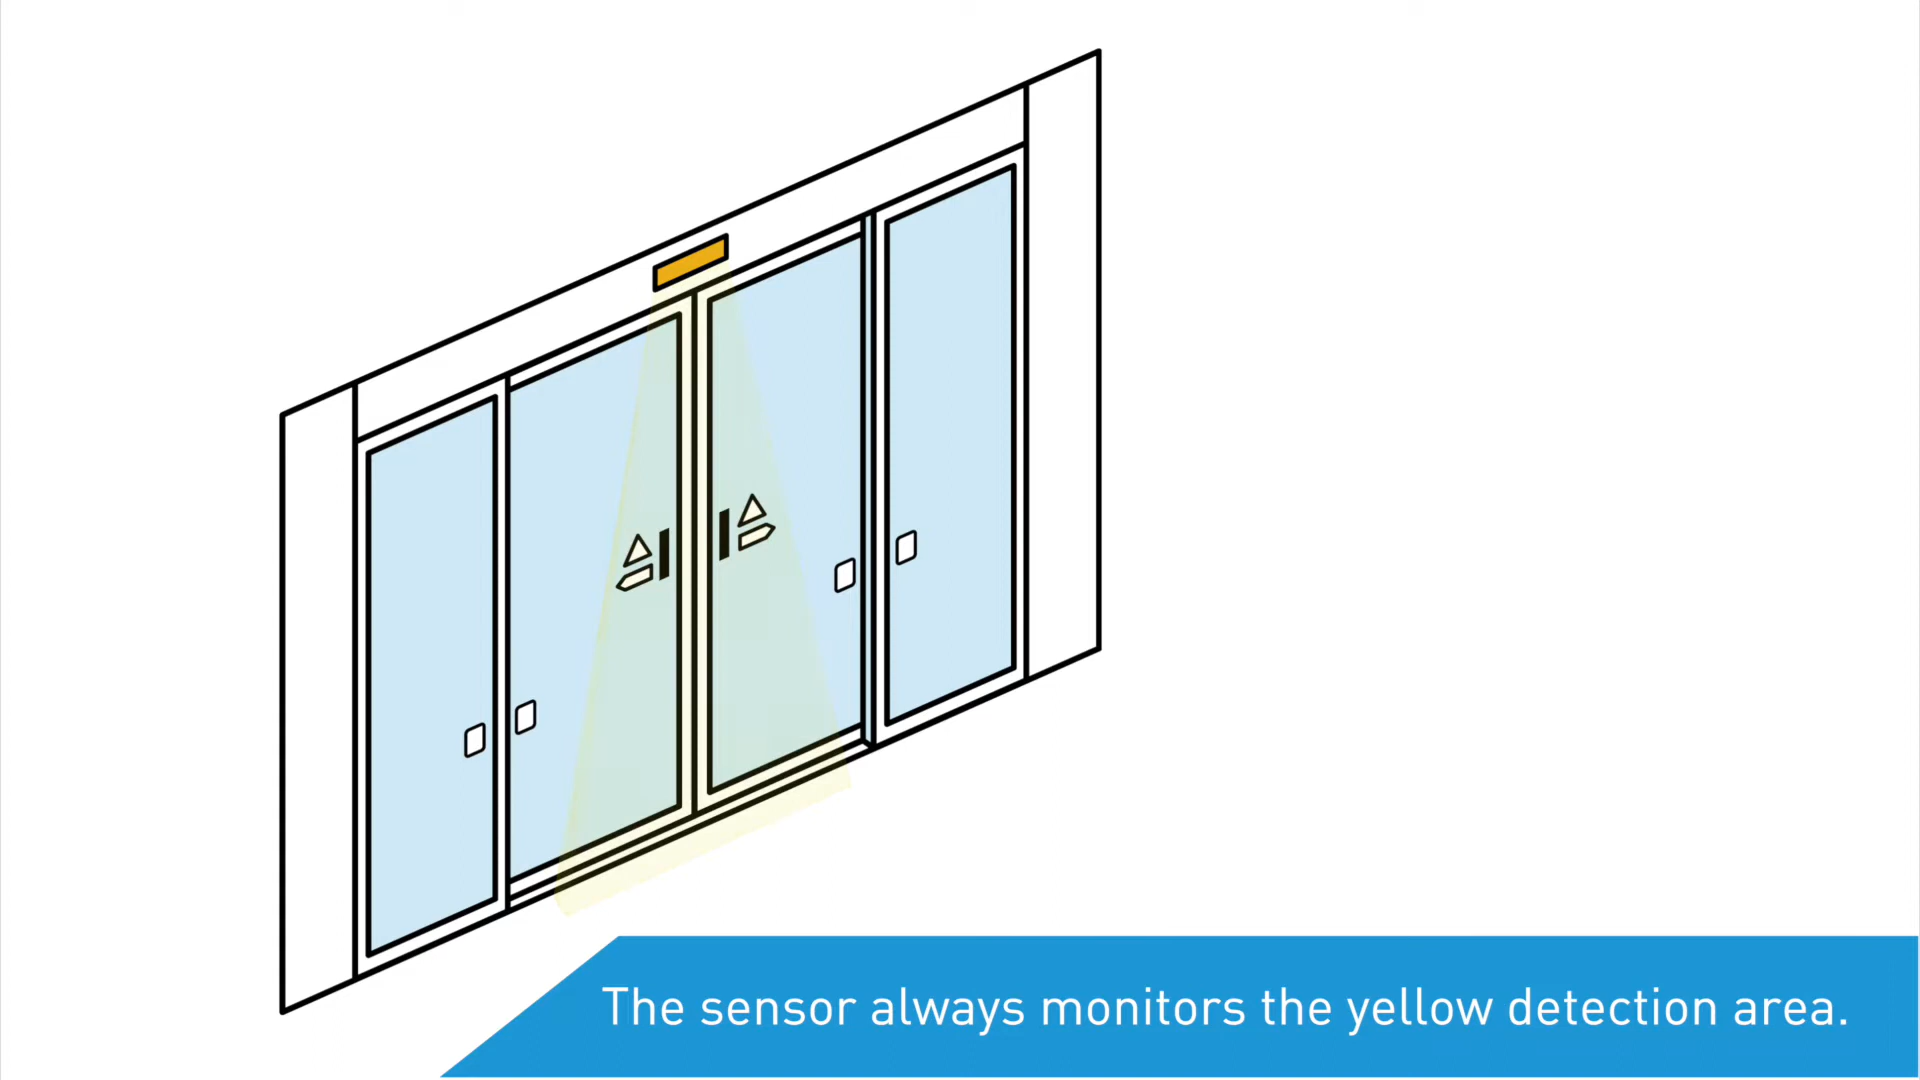 The sensor always monitors the yellow detection area.